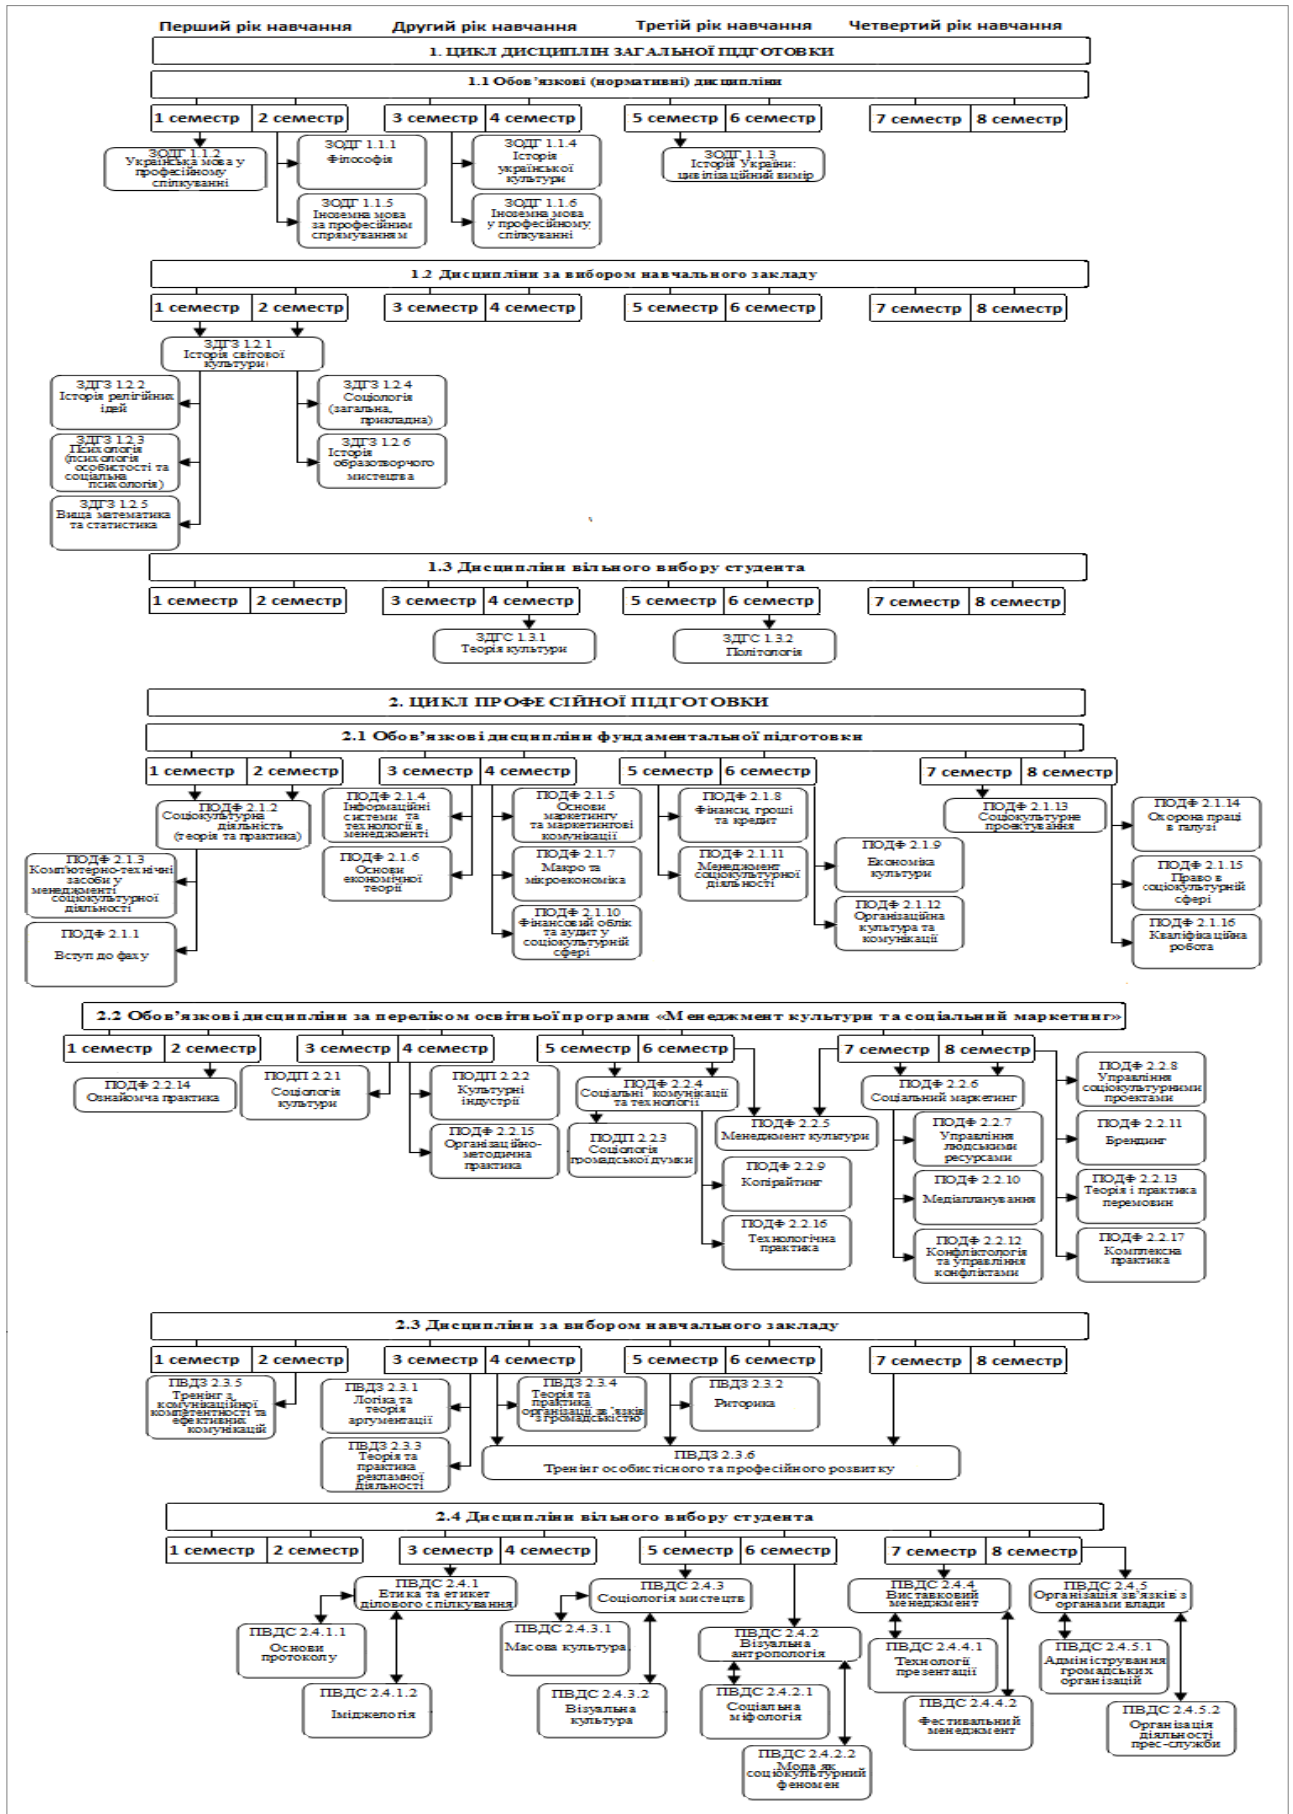 Перший рік навчання
Другий рік навчання
Третій рік навчання
Четвертий рік навчання
1. ЦИКЛ ДИСЦИПЛІН ЗАГАЛЬНОЇ ПІДГОТОВКИ
1.1 Обов’язкові (нормативні) дисципліни
1 семестр
2 семестр
3 семестр
4 семестр
5 семестр
6 семестр
7 семестр
8 семестр
ЗОДГ 1.1.2
Українська мова у
професійному
спілкуванні
ЗОДГ 1.1.1
Філософія
ЗОДГ 1.1.4
Історія
української
культури
ЗОДГ 1.1.3
Історія України:
цивілізаційний вимір
ЗОДГ 1.1.5
Іноземна мова
за професійним
спрямуванням
ЗОДГ 1.1.6
Іноземна мова
у професійному
спілкуванні
1.2 Дисципліни за вибором навчального закладу
1 семестр
2 семестр
3 семестр
4 семестр
5 семестр
6 семестр
7 семестр
8 семестр
ЗДГЗ 1.2.1
Історія світової
культури
ЗДГЗ 1.2.2
Історія релігійних
ідей
ЗДГЗ 1.2.4
Соціологія
(загальна,
прикладна)
ЗДГЗ 1.2.3
Психологія
(психологія
особистості та
соціальна
психологія)
ЗДГЗ 1.2.6
Історія
образотворчого
мистецтва
ЗДГЗ 1.2.5
Вища математика
та статистика
1.3 Дисципліни вільного вибору студента
1 семестр
2 семестр
3 семестр
4 семестр
5 семестр
6 семестр
7 семестр
8 семестр
ЗДГС 1.3.1
Теорія культури
ЗДГС 1.3.2
Політологія
2. ЦИКЛ ПРОФЕСІЙНОЇ ПІДГОТОВКИ
2.1 Обов’язкові дисципліни фундаментальної підготовки
1 семестр
2 семестр
3 семестр
4 семестр
5 семестр
6 семестр
7 семестр
8 семестр
ПОДФ 2.1.2
Соціокультурна
діяльність
(теорія та практика)
ПОДФ 2.1.4
Інформаційні
системи та
технології в
менеджменті
ПОДФ 2.1.5
Основи
маркетингу
та маркетингові
комунікації
ПОДФ 2.1.8
Фінанси, гроші
та кредит
ПОДФ 2.1.13
Соціокультурне
проектування
ПОДФ 2.1.14
Охорона праці
в галузі
ПОДФ 2.1.3
Комп'ютерно-технічні
засоби у
менеджменті
соціокультурної
діяльності
ПОДФ 2.1.6
Основи
економічної
теорії
ПОДФ 2.1.7
Макро та
мікроекономіка
ПОДФ 2.1.11
Менеджмент
соціокультурної
діяльності
ПОДФ 2.1.9
Економіка
культури
ПОДФ 2.1.15
Право в
соціокультурній
сфері
ПОДФ 2.1.1
Вступ до фаху
ПОДФ 2.1.10
Фінансовий облік
та аудит у
соціокультурній
сфері
ПОДФ 2.1.12
Організаційна
культура та
комунікації
ПОДФ 2.1.16
Кваліфікаційна
робота
2.2 Обов’язкові дисципліни за переліком освітньої програми «Менеджмент культури та соціальний маркетинг»
1 семестр
2 семестр
3 семестр
4 семестр
5 семестр
6 семестр
7 семестр
8 семестр
ПОДФ 2.2.14
Ознайомча практика
ПОДП 2.2.1
Соціологія
культури
ПОДП 2.2.2
Культурні
індустрії
ПОДФ 2.2.4
Соціальні комунікації
та технології
ПОДФ 2.2.6
Соціальний маркетинг
ПОДФ 2.2.8
Управління
соціокультурними
проектами
ПОДФ 2.2.15
Організаційно-
методична
практика
ПОДП 2.2.3
Соціологія
громадської думки
ПОДФ 2.2.5
Менеджмент культури
ПОДФ 2.2.7
Управління
людськими
ресурсами
ПОДФ 2.2.11
Брендинг
ПОДФ 2.2.9
Копірайтинг
ПОДФ 2.2.10
Медіапланування
ПОДФ 2.2.13
Теорія і практика
перемовин
ПОДФ 2.2.16
Технологічна
практика
ПОДФ 2.2.12
Конфліктологія
та управління
конфліктами
ПОДФ 2.2.17
Комплексна
практика
2.3 Дисципліни за вибором навчального закладу
1 семестр
2 семестр
3 семестр
4 семестр
5 семестр
6 семестр
7 семестр
8 семестр
ПВДЗ 2.3.5
Тренінг з
комунікаційної
компетентності та
ефективних
комунікацій
ПВДЗ 2.3.1
Логіка та
теорія
аргументації
ПВДЗ 2.3.4
Теорія та
практика
організації зв`язків
з громадськістю
ПВДЗ 2.3.2
Риторика
ПВДЗ 2.3.3
Теорія та
практика
рекламної
діяльності
ПВДЗ 2.3.6
Тренінг особистісного та професійного розвитку
2.4 Дисципліни вільного вибору студента
1 семестр
2 семестр
3 семестр
4 семестр
5 семестр
6 семестр
7 семестр
8 семестр
ПВДС 2.4.1
Етика та етикет
ділового спілкування
ПВДС 2.4.3
Соціологія мистецтв
ПВДС 2.4.4
Виставковий
менеджмент
ПВДС 2.4.5
Організація зв'язків з
органами влади
ПВДС 2.4.1.1
Основи
протоколу
ПВДС 2.4.3.1
Масова культура
ПВДС 2.4.2
Візуальна
антропологія
ПВДС 2.4.4.1
Технології
презентації
ПВДС 2.4.5.1
Адміністрування
громадських
організацій
ПВДС 2.4.1.2
Іміджелогія
ПВДС 2.4.3.2
Візуальна
культура
ПВДС 2.4.2.1
Соціальна
міфологія
ПВДС 2.4.4.2
Фестивальний
менеджмент
ПВДС 2.4.5.2
Організація
діяльності
прес-служби
ПВДС 2.4.2.2
Мода як
соціокультурний
феномен